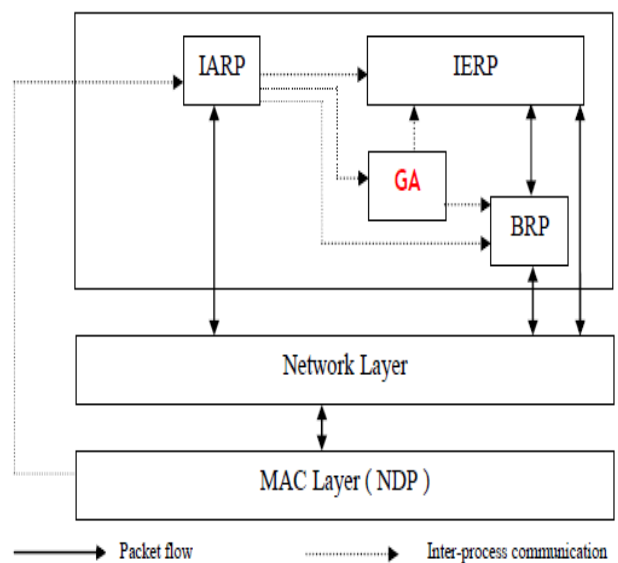 IARP
IERP
GA
BRP
Network Layer
MAC Layer ( NDP )
Packet flow
Inter-process communication